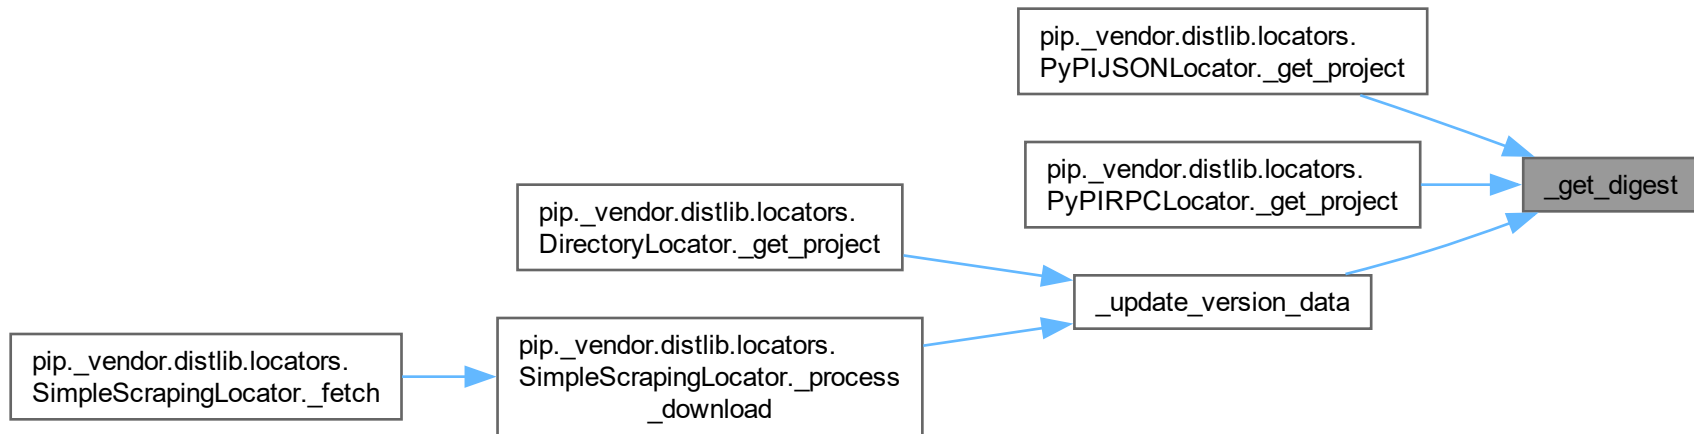 pip._vendor.distlib.locators.
PyPIJSONLocator._get_project
pip._vendor.distlib.locators.
PyPIRPCLocator._get_project
_get_digest
pip._vendor.distlib.locators.
DirectoryLocator._get_project
_update_version_data
pip._vendor.distlib.locators.
SimpleScrapingLocator._process
_download
pip._vendor.distlib.locators.
SimpleScrapingLocator._fetch